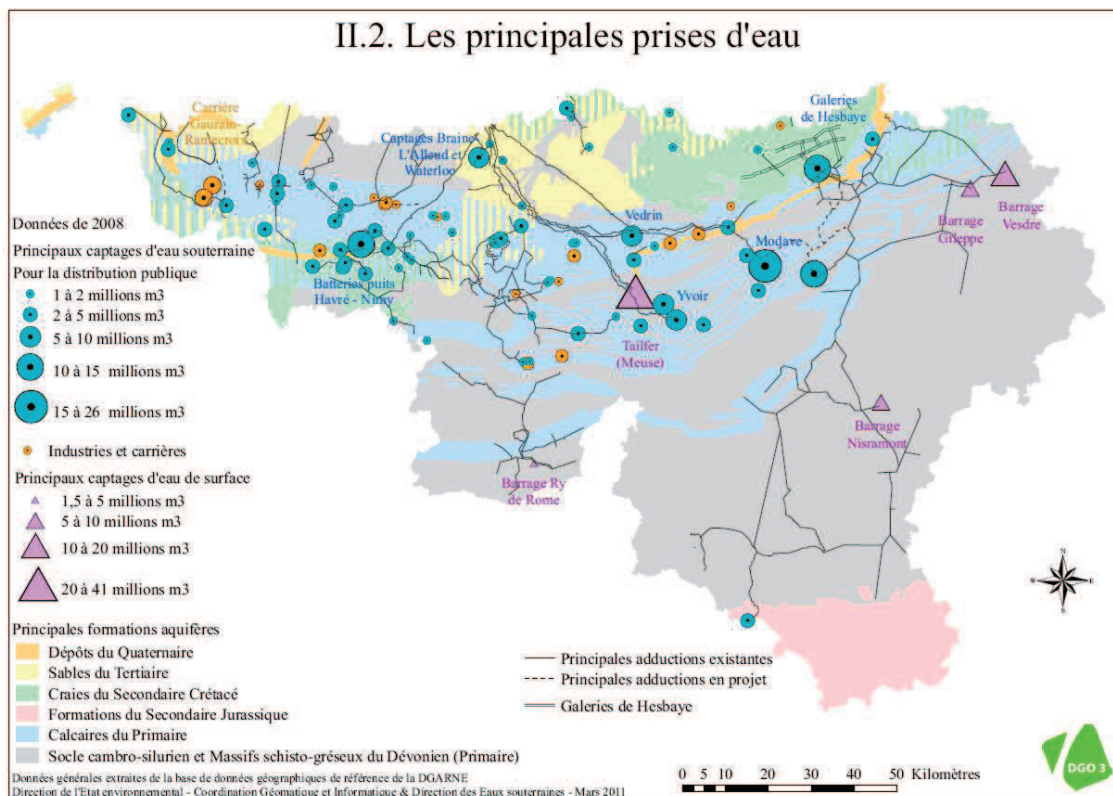 II.2. Les principales prises d'eau
Carrière
Gaurain-
Ramecroix
Captages Braine
L'Alleud et
Waterloo
Galeries
de Hesbaye
Barrage
Vesdre
Barrage
Gileppe
Vedrin
Modave
Batteries puits
Havré - Nimy
Yvoir
Tailfer
(Meuse)
Barrage
Nisramont
Barrage Ry
de Rome
Données de 2008
Principaux captages d'eau souterraine
Pour la distribution publique
1 à 2 millions m3
2 à 5 millions m3
5 à 10 millions m3
10 à 15 millions m3
15 à 26 millions m3
Industries et carrières
Principaux captages d'eau de surface
1,5 à 5 millions m3
5 à 10 millions m3
10 à 20 millions m3
20 à 41 millions m3
Principales formations aquifères
Dépôts du Quaternaire
Sables du Tertiaire
Craies du Secondaire Crétacé
Formations du Secondaire Jurassique
Calcaires du Primaire
Socle cambro-silurien et Massifs schisto-gréseux du Dévonien (Primaire)
Principales adductions existantes
Principales adductions en projet
Galeries de Hesbaye
N
W E
S
0 5 10 20 30 40 50 Kilomètres
DGO 3
Données générales extraites de la base de données géographiques de référence de la DGARNE
Direction de l'Etat environnemental - Coordination Géomatique et Informatique & Direction des Eaux souterraines - Mars 2011